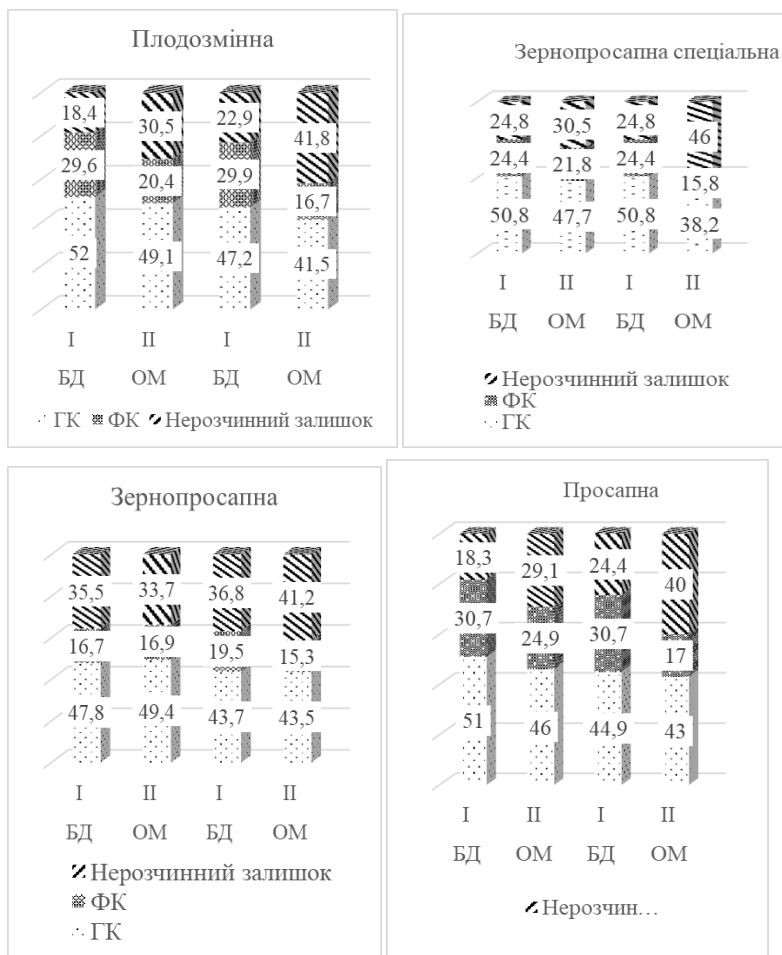 Плодозмінна
18,4 30,5 22,9 41,8
29,6 20,4 29,9 16,7
52 49,1 47,2 41,5
I II I II
БД ОМ БД ОМ
ГК ФК Нерозчинний залишок
Зернопросапна спеціальна
24,8 30,5 24,8 46
24,4 21,8 24,4 15,8
50,8 47,7 50,8 38,2
I II I II
БД ОМ БД ОМ
Нерозчинний залишок
ФК
ГК
Зернопросапна
35,5 33,7 36,8 41,2
16,7 16,9 19,5 15,3
47,8 49,4 43,7 43,5
I II I II
БД ОМ БД ОМ
Нерозчинний залишок
ФК
ГК
Просапна
18,3 29,1 24,4 40
30,7 24,9 30,7 17
51 46 44,9 43
I II I II
БД ОМ БД ОМ
Нерозчин…